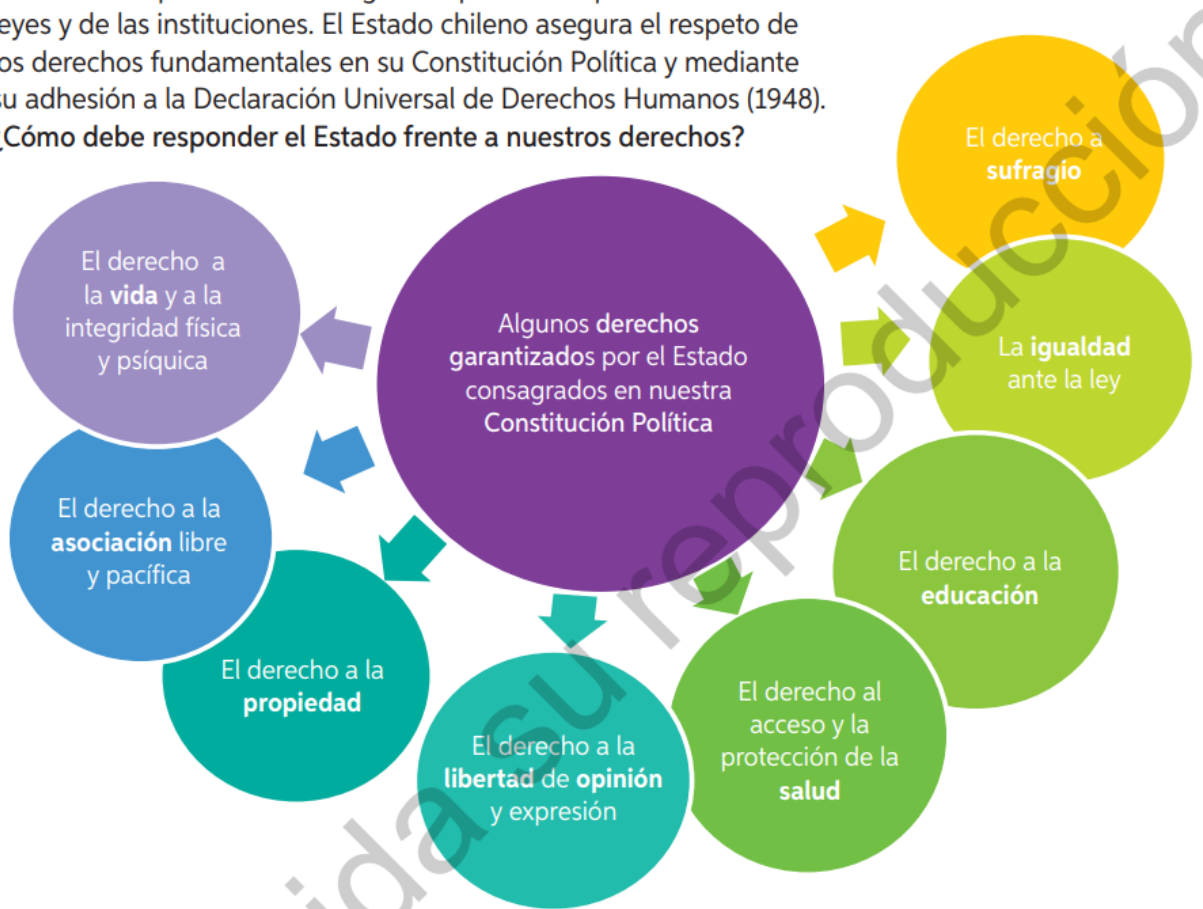 eyes y de las instituciones. El Estado chileno asegura el respeto de
os derechos fundamentales en su Constitución Política y mediante
su adhesión a la Declaración Universal de Derechos Humanos (1948).
¿Cómo debe responder el Estado frente a nuestros derechos?
El derecho a
sufragio
El derecho a
la vida y a la
integridad física
y psíquica
Algunos derechos
garantizados por el Estado
consagrados en nuestra
Constitución Política
La igualdad
ante la ley
El derecho a la
asociación libre
y pacífica
El derecho a la
educación
El derecho a la
propiedad
El derecho al
acceso y la
protección de la
salud
El derecho a la
libertad de opinión
y expresión
ida su reproducción